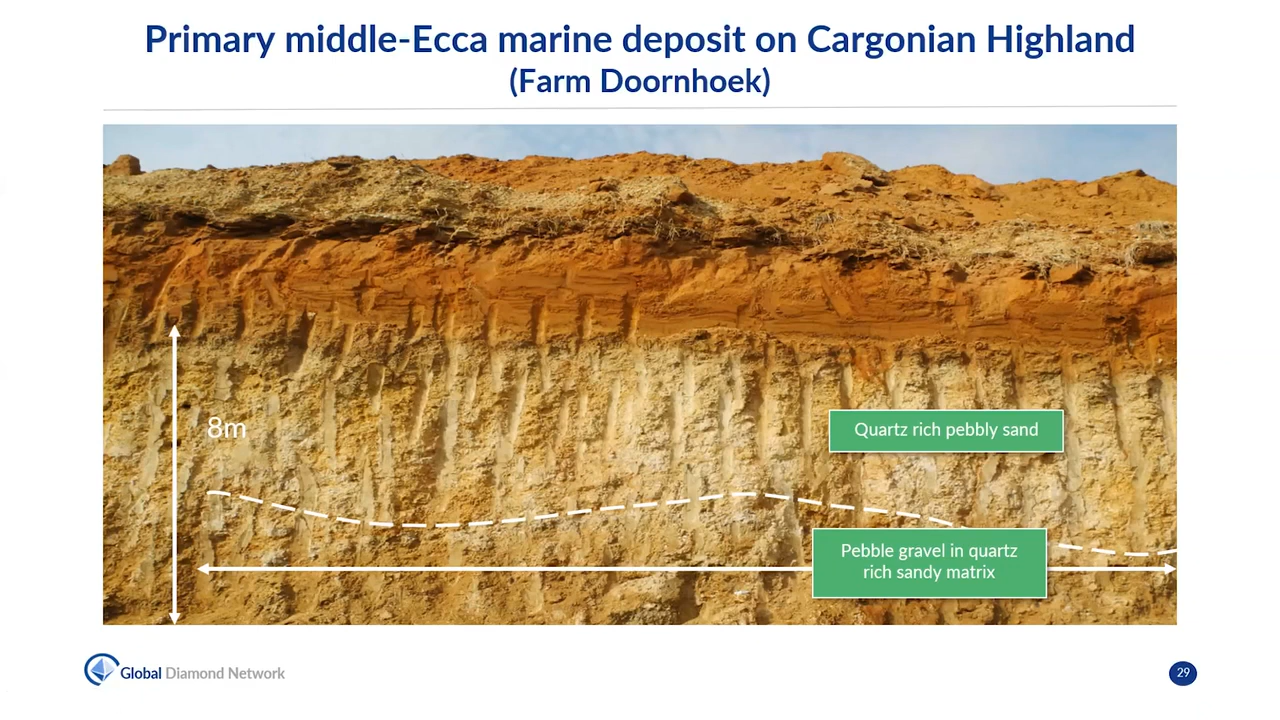 Primary middle-Ecca marine deposit on Cargonian Highland
(Farm Doornhoek)
8m
Quartz rich pebbly sand
Pebble gravel in quartz
rich sandy matrix
Global Diamond Network
29